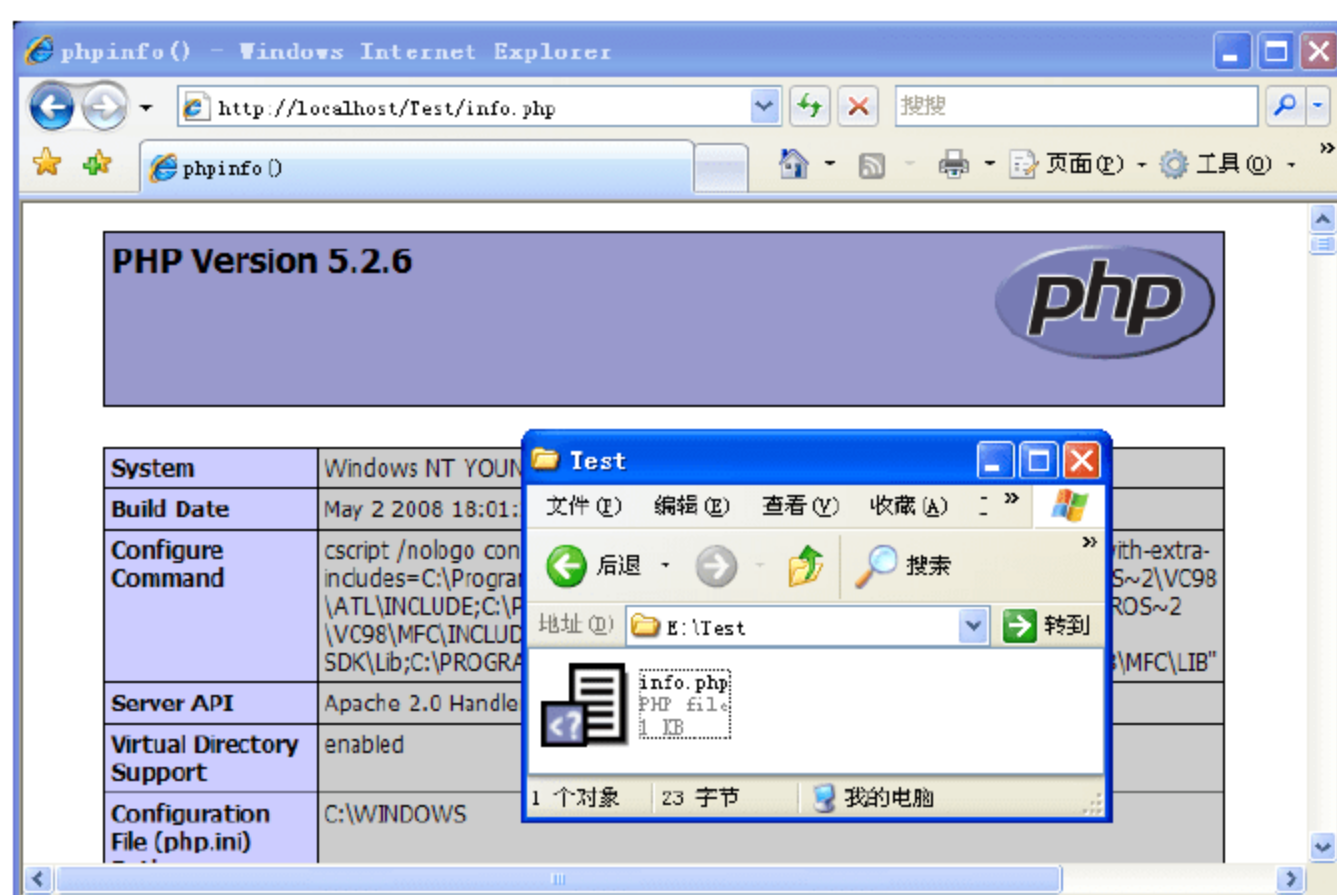 phpinfo() - Windows Internet Explorer
http://localhost/Test/info.php
搜搜
phpinfo()
页面(P)
工具(O)
PHP Version 5.2.6
php
System
Windows NT YOUN
Build Date
May 2 2008 18:01:
Configure
Command
cscript /nologo con
ith-extra-
includes=C:\Progra
S~2\VC98
\ATL\INCLUDE;C:\P
ROS~2
\VC98\MFC\INCLUD
SDK\Lib;C:\PROGRA
\MFC\LIB"
Server API
Apache 2.0 Handle
Virtual Directory
Support
enabled
Configuration
File (php.ini)
C:\WINDOWS
Test
文件(F) 编辑(E) 查看(V) 收藏(A)
后退
搜索
地址(D)
E:\Test
转到
info.php
PHP file
1 KB
1 个对象
23 字节
我的电脑